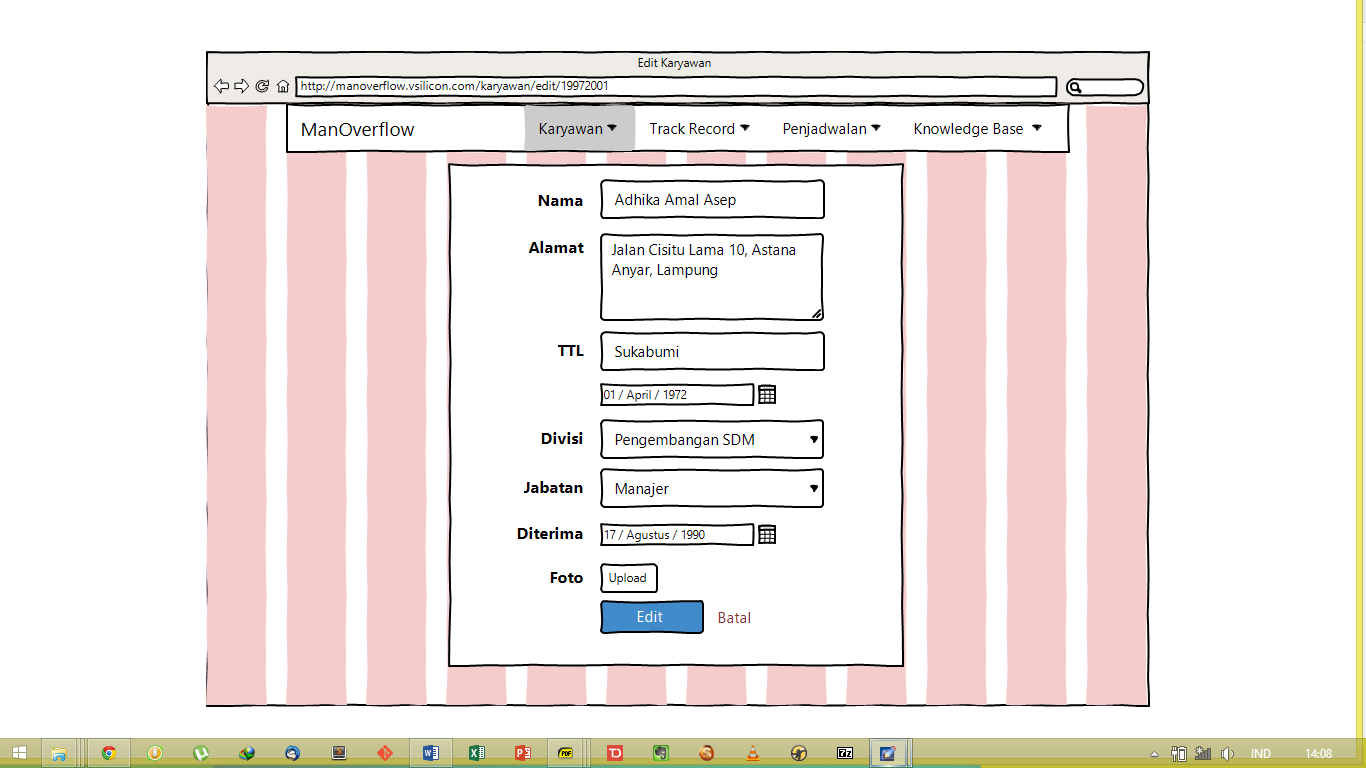 Edit Karyawan
http://manoverflow.vsilicon.com/karyawan/edit/19972001
ManOverflow Karyawan Track Record Penjadwalan Knowledge Base
Nama Adhika Amal Asep
Alamat Jalan Cisitu Lama 10, Astana
Anyar, Lampung
TTL Sukabumi
01 / April / 1972
Divisi Pengembangan SDM
Jabatan Manajer
Diterima 17 / Agustus / 1990
Foto Upload
Edit Batal
PDF 7z IND 14:08